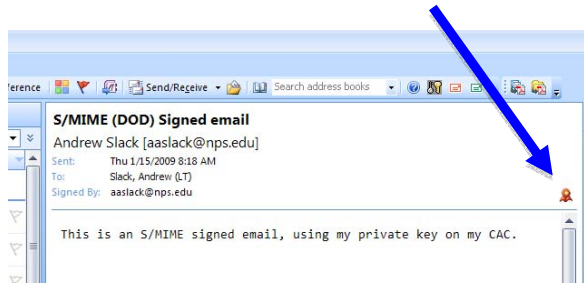 erence
Send/Receive
Search address books
S/MIME (DOD) Signed email
Andrew Slack [aaslack@nps.edu]
Sent: Thu 1/15/2009 8:18 AM
To: Slack, Andrew (LT)
Signed By: aaslack@nps.edu
This is an S/MIME signed email, using my private key on my CAC.